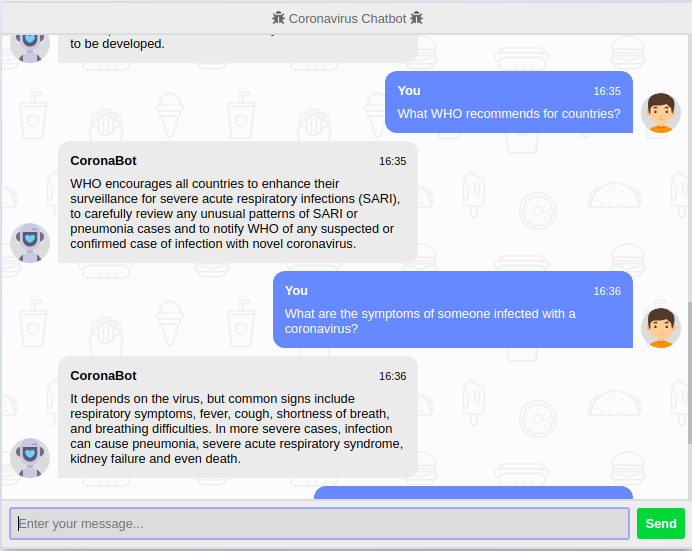 Coronavirus Chatbot
to be developed.
You 16:35
What WHO recommends for countries?
CoronaBot 16:35
WHO encourages all countries to enhance their
surveillance for severe acute respiratory infections (SARI),
to carefully review any unusual patterns of SARI or
pneumonia cases and to notify WHO of any suspected or
confirmed case of infection with novel coronavirus.
You 16:36
What are the symptoms of someone infected with a
coronavirus?
CoronaBot 16:36
It depends on the virus, but common signs include
respiratory symptoms, fever, cough, shortness of breath,
and breathing difficulties. In more severe cases, infection
can cause pneumonia, severe acute respiratory syndrome,
kidney failure and even death.
Enter your message... Send